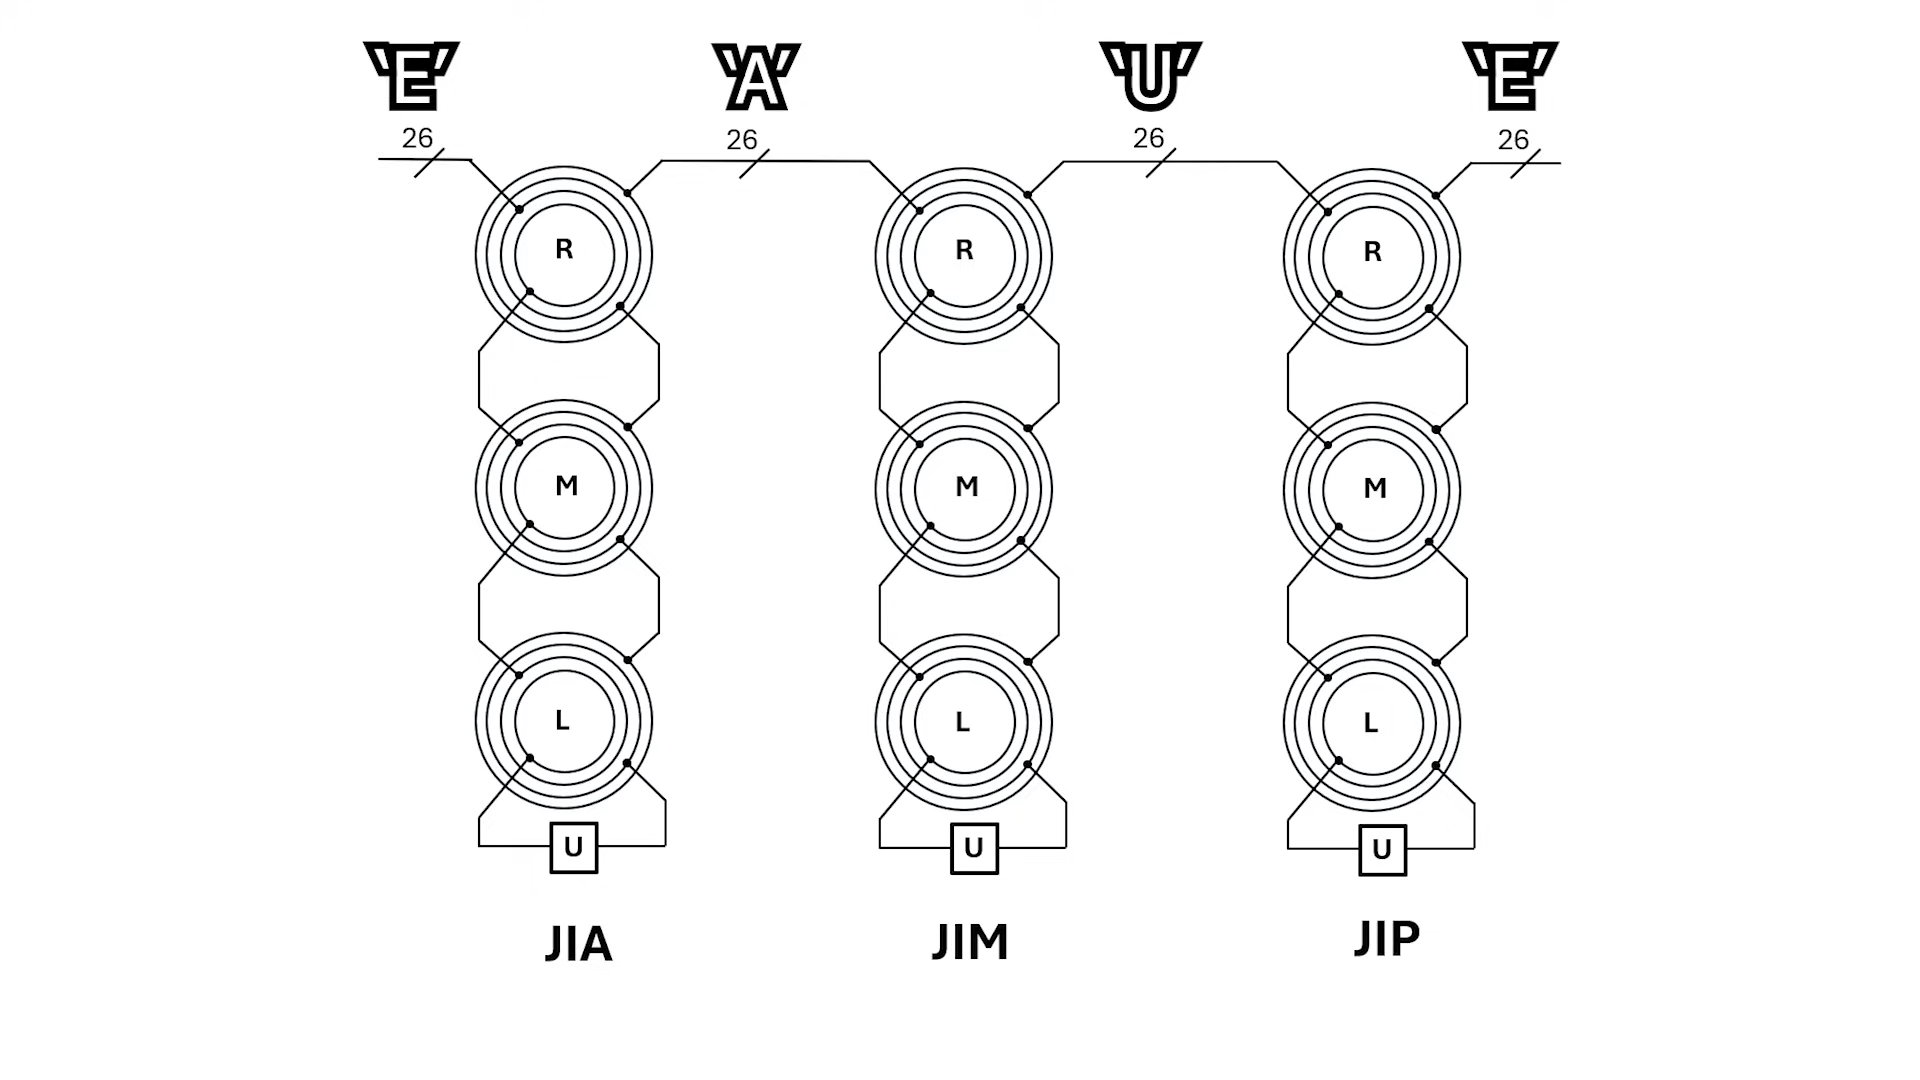 E A U E
26 26 26 26
R R R
M M M
L L L
U U U
JIA JIM JIP